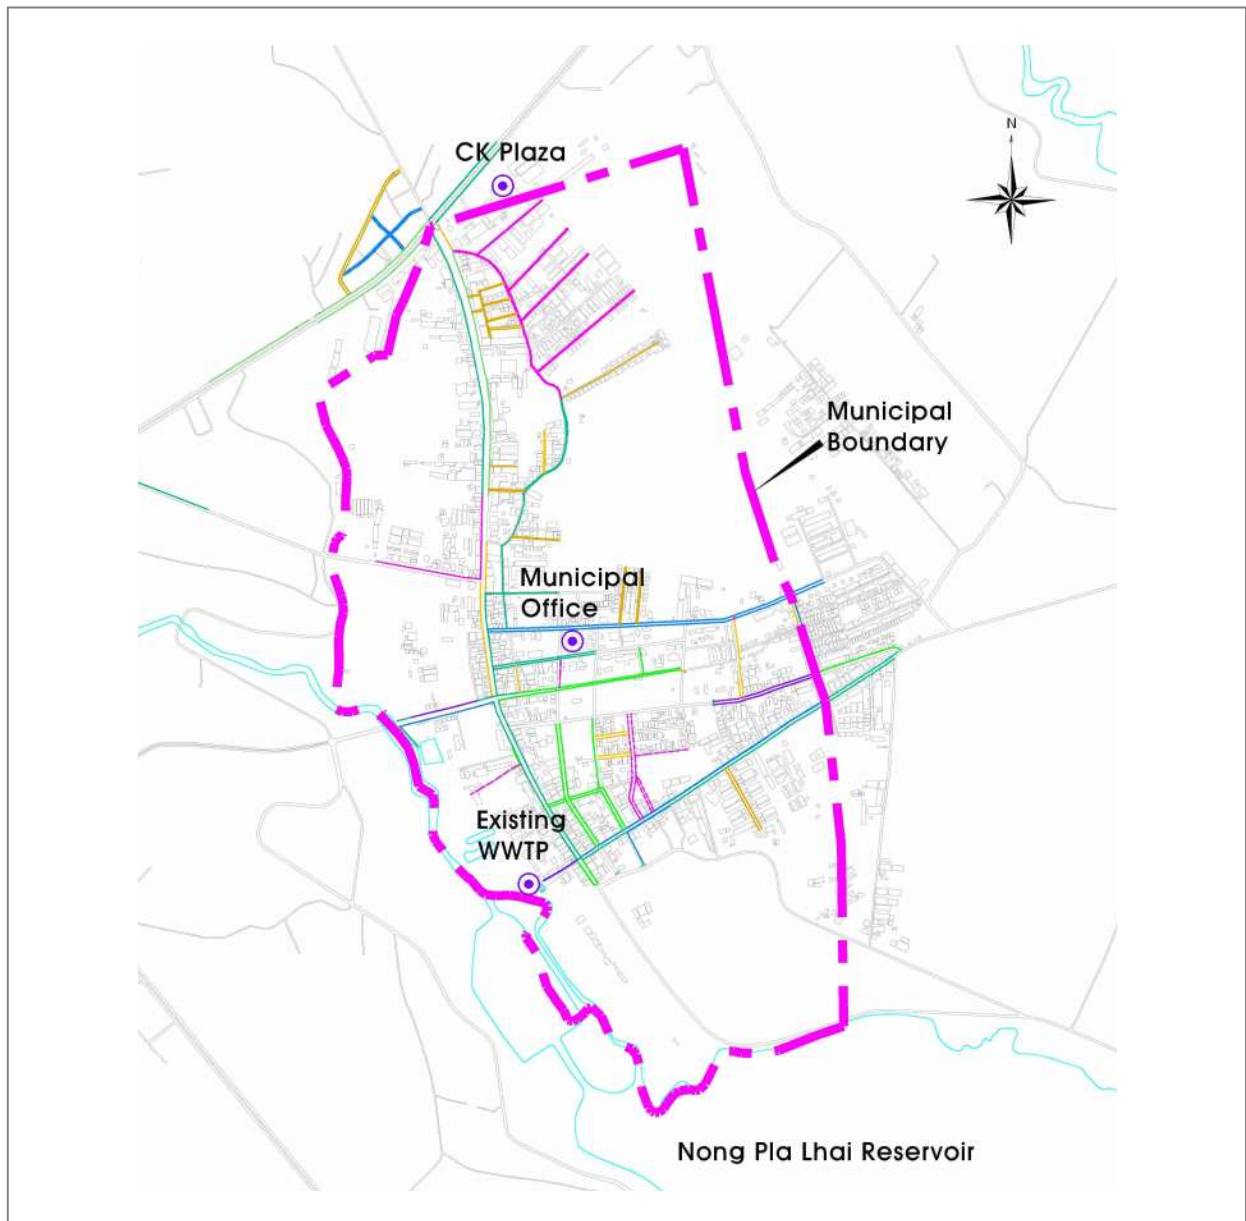 N
CK Plaza
Municipal
Boundary
Municipal
Office
Existing
WWTP
Nong Pla Lhai Reservoir